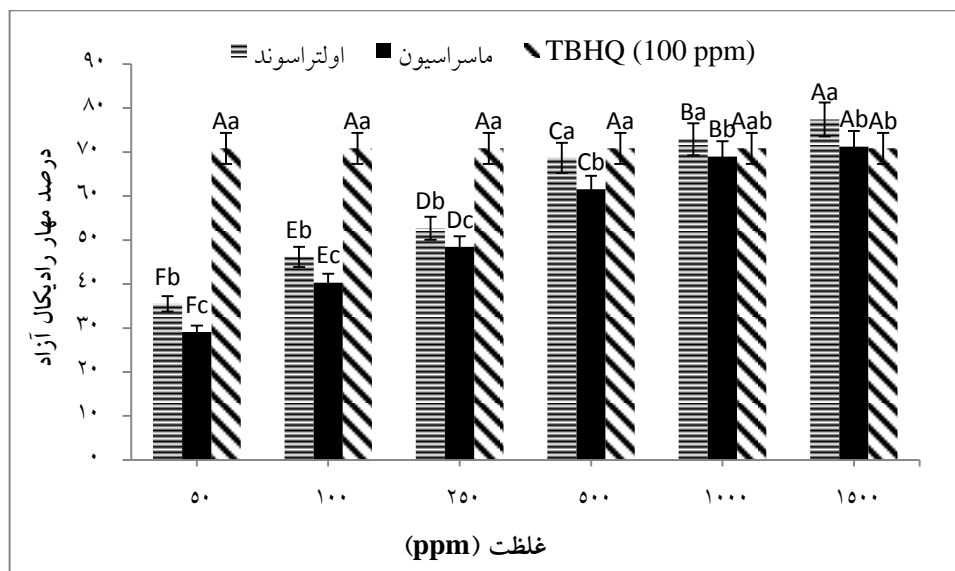 اولتراسوند ماسراسیون TBHQ (100 ppm)
درصد مهار رادیکال آزاد
۹۰
۸۰
۷۰
۶۰
۵۰
۴۰
۳۰
۲۰
۱۰
۰
Fb Fc Aa
Eb Ec Aa
Db Dc Aa
Ca Cb Aa
Ba Bb Aab
Aa Ab Ab
۵۰ ۱۰۰ ۲۵۰ ۵۰۰ ۱۰۰۰ ۱۵۰۰
غلظت (ppm)